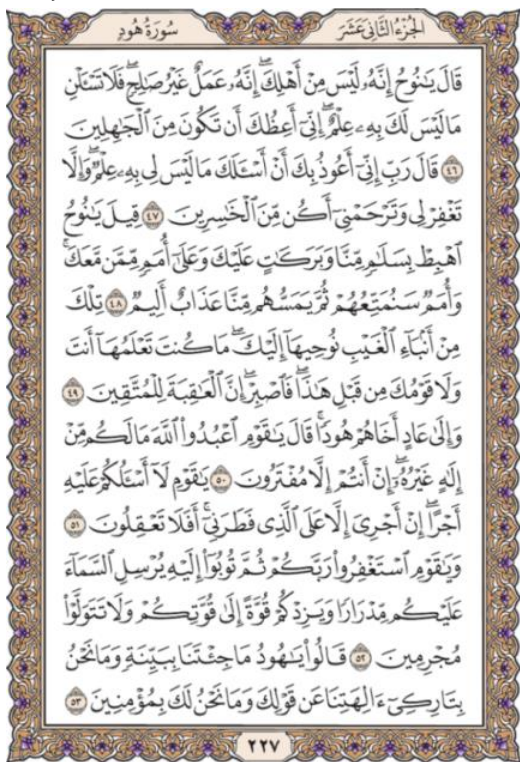 الجُزْءُ الثَّانِي عَشَرَ سُورَةُ هُودٍ
قَالَ يَٰنُوحُ إِنَّهُۥ لَيْسَ مِنْ أَهْلِكَۖ إِنَّهُۥ عَمَلٌ غَيْرُ صَٰلِحٖۖ فَلَا تَسْـَٔلْنِ
مَا لَيْسَ لَكَ بِهِۦ عِلْمٌۖ إِنِّيٓ أَعِظُكَ أَن تَكُونَ مِنَ ٱلْجَٰهِلِينَ
٤٦ قَالَ رَبِّ إِنِّيٓ أَعُوذُ بِكَ أَنْ أَسْـَٔلَكَ مَا لَيْسَ لِي بِهِۦ عِلْمٌۖ وَإِلَّا
تَغْفِرْ لِي وَتَرْحَمْنِيٓ أَكُن مِّنَ ٱلْخَٰسِرِينَ ٤٧ قِيلَ يَٰنُوحُ
ٱهْبِطْ بِسَلَٰمٍ مِّنَّا وَبَرَكَٰتٍ عَلَيْكَ وَعَلَىٰٓ أُمَمٍ مِّمَّن مَّعَكَۚ
وَأُمَمٌ سَنُمَتِّعُهُمْ ثُمَّ يَمَسُّهُم مِّنَّا عَذَابٌ أَلِيمٌ ٤٨ تِلْكَ
مِنْ أَنۢبَآءِ ٱلْغَيْبِ نُوحِيهَآ إِلَيْكَۖ مَا كُنتَ تَعْلَمُهَآ أَنتَ
وَلَا قَوْمُكَ مِن قَبْلِ هَٰذَاۖ فَٱصْبِرْۖ إِنَّ ٱلْعَٰقِبَةَ لِلْمُتَّقِينَ ٤٩
وَإِلَىٰ عَادٍ أَخَاهُمْ هُودًاۚ قَالَ يَٰقَوْمِ ٱعْبُدُوا۟ ٱللَّهَ مَا لَكُم مِّنْ
إِلَٰهٍ غَيْرُهُۥٓۖ إِنْ أَنتُمْ إِلَّا مُفْتَرُونَ ٥٠ يَٰقَوْمِ لَآ أَسْـَٔلُكُمْ عَلَيْهِ
أَجْرًاۖ إِنْ أَجْرِيَ إِلَّا عَلَى ٱلَّذِي فَطَرَنِيٓۚ أَفَلَا تَعْقِلُونَ ٥١
وَيَٰقَوْمِ ٱسْتَغْفِرُوا۟ رَبَّكُمْ ثُمَّ تُوبُوٓا۟ إِلَيْهِ يُرْسِلِ ٱلسَّمَآءَ
عَلَيْكُم مِّدْرَارًا وَيَزِدْكُمْ قُوَّةً إِلَىٰ قُوَّتِكُمْ وَلَا تَتَوَلَّوْا۟
مُجْرِمِينَ ٥٢ قَالُوا۟ يَٰهُودُ مَا جِئْتَنَا بِبَيِّنَةٍ وَمَا نَحْنُ
بِتَارِكِيٓ ءَالِهَتِنَا عَن قَوْلِكَ وَمَا نَحْنُ لَكَ بِمُؤْمِنِينَ ٥٣
٢٢٧